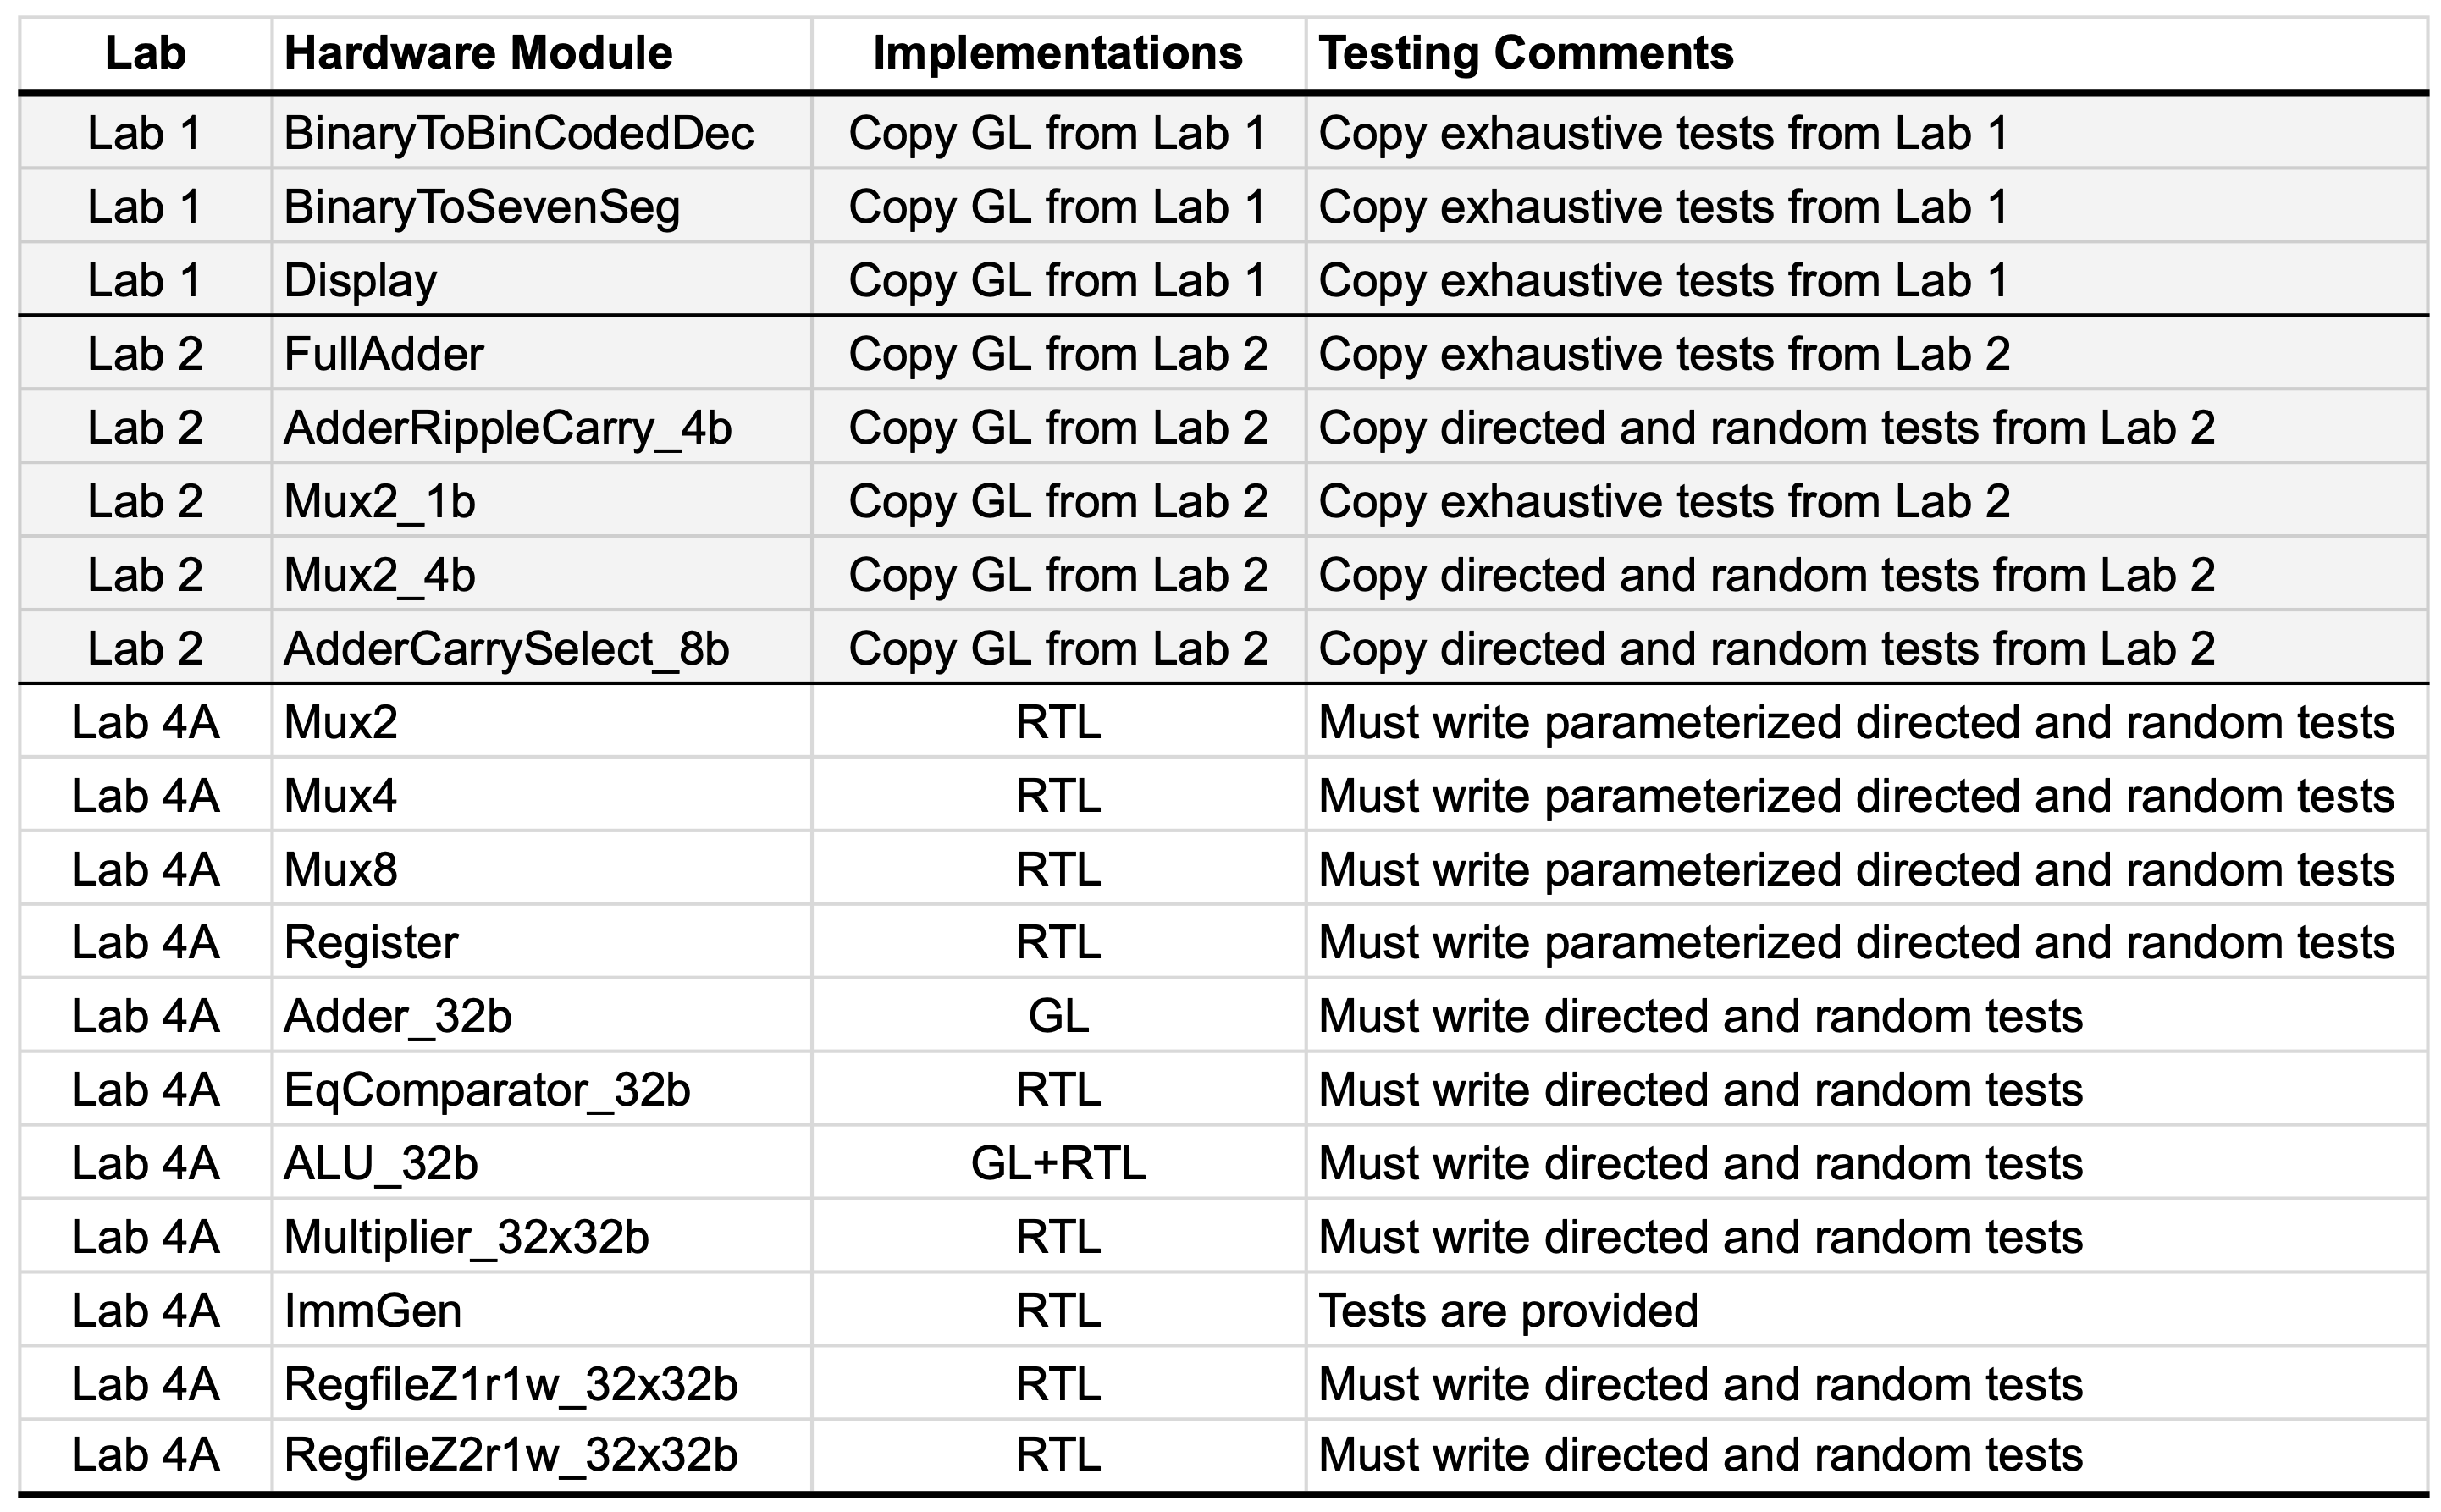 Lab Hardware Module Implementations Testing Comments
Lab 1 BinaryToBinCodedDec Copy GL from Lab 1 Copy exhaustive tests from Lab 1
Lab 1 BinaryToSevenSeg Copy GL from Lab 1 Copy exhaustive tests from Lab 1
Lab 1 Display Copy GL from Lab 1 Copy exhaustive tests from Lab 1
Lab 2 FullAdder Copy GL from Lab 2 Copy exhaustive tests from Lab 2
Lab 2 AdderRippleCarry_4b Copy GL from Lab 2 Copy directed and random tests from Lab 2
Lab 2 Mux2_1b Copy GL from Lab 2 Copy exhaustive tests from Lab 2
Lab 2 Mux2_4b Copy GL from Lab 2 Copy directed and random tests from Lab 2
Lab 2 AdderCarrySelect_8b Copy GL from Lab 2 Copy directed and random tests from Lab 2
Lab 4A Mux2 RTL Must write parameterized directed and random tests
Lab 4A Mux4 RTL Must write parameterized directed and random tests
Lab 4A Mux8 RTL Must write parameterized directed and random tests
Lab 4A Register RTL Must write parameterized directed and random tests
Lab 4A Adder_32b GL Must write directed and random tests
Lab 4A EqComparator_32b RTL Must write directed and random tests
Lab 4A ALU_32b GL+RTL Must write directed and random tests
Lab 4A Multiplier_32x32b RTL Must write directed and random tests
Lab 4A ImmGen RTL Tests are provided
Lab 4A RegfileZ1r1w_32x32b RTL Must write directed and random tests
Lab 4A RegfileZ2r1w_32x32b RTL Must write directed and random tests